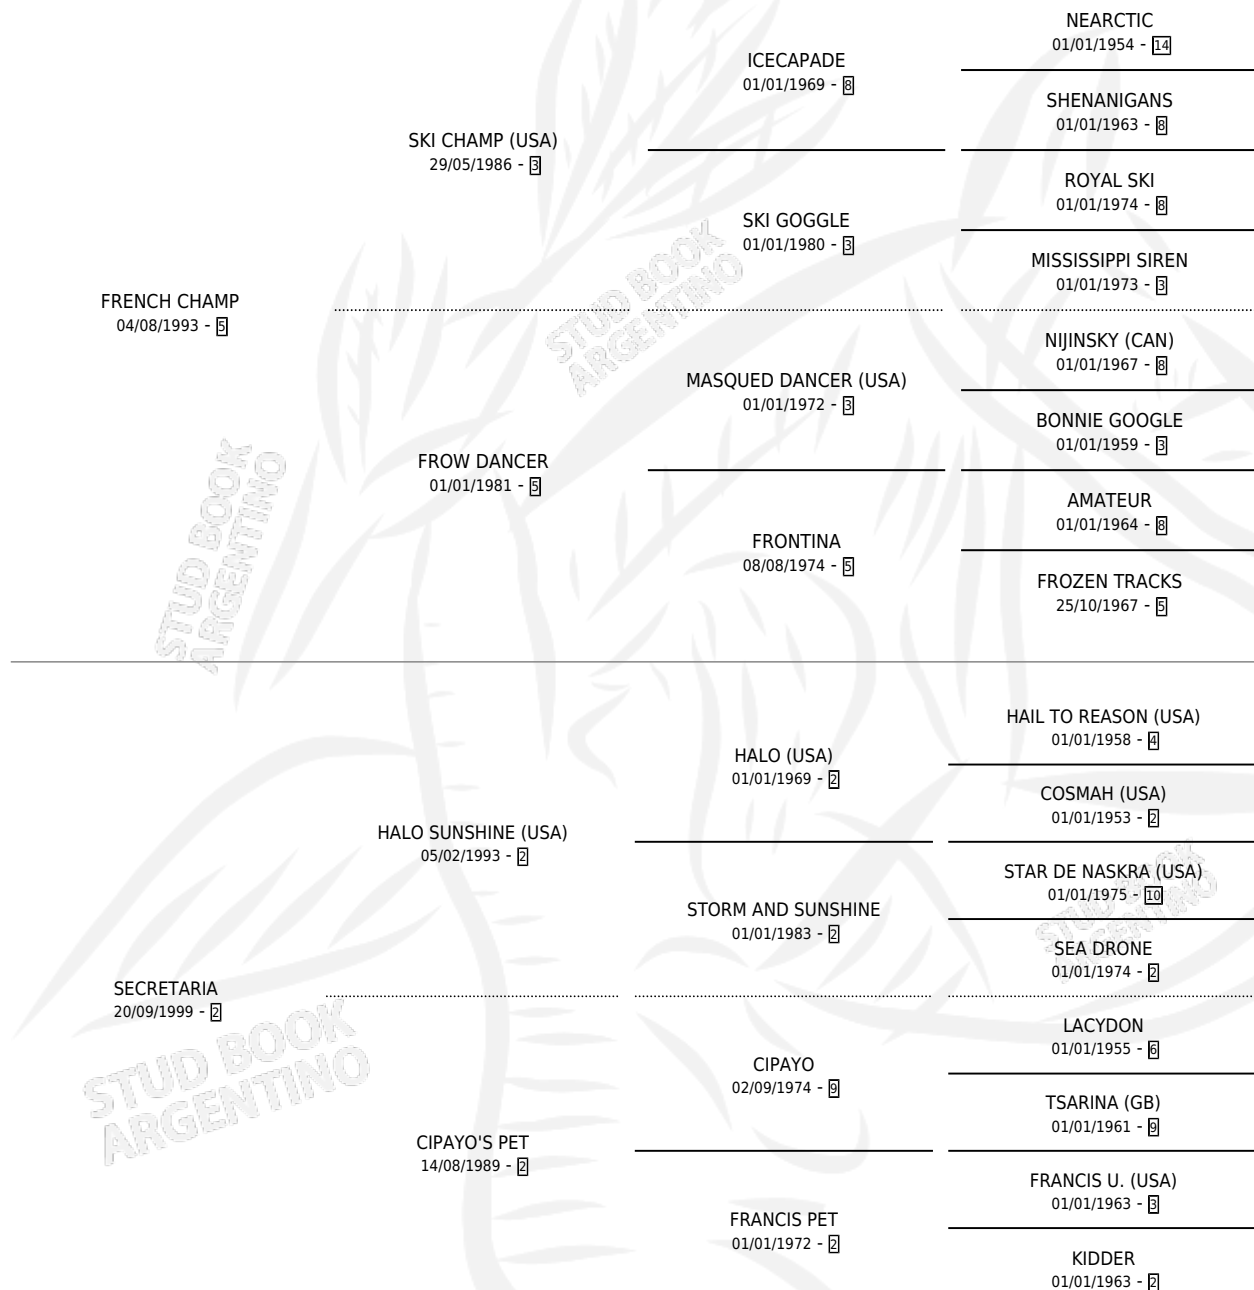 NEARCTIC
01/01/1954 - 14
ICECAPADE
01/01/1969 - 8
SHENANIGANS
01/01/1963 - 8
SKI CHAMP (USA)
29/05/1986 - 3
ROYAL SKI
01/01/1974 - 8
SKI GOGGLE
01/01/1980 - 3
MISSISSIPPI SIREN
01/01/1973 - 3
FRENCH CHAMP
04/08/1993 - 5
NIJINSKY (CAN)
01/01/1967 - 8
MASQUED DANCER (USA)
01/01/1972 - 3
BONNIE GOOGLE
01/01/1959 - 3
FROW DANCER
01/01/1981 - 5
AMATEUR
01/01/1964 - 8
FRONTINA
08/08/1974 - 5
FROZEN TRACKS
25/10/1967 - 5
HAIL TO REASON (USA)
01/01/1958 - 4
HALO (USA)
01/01/1969 - 2
COSMAH (USA)
01/01/1953 - 2
HALO SUNSHINE (USA)
05/02/1993 - 2
STAR DE NASKRA (USA)
01/01/1975 - 10
STORM AND SUNSHINE
01/01/1983 - 2
SEA DRONE
01/01/1974 - 2
SECRETARIA
20/09/1999 - 2
LACYDON
01/01/1955 - 6
CIPAYO
02/09/1974 - 9
TSARINA (GB)
01/01/1961 - 9
CIPAYO'S PET
14/08/1989 - 2
FRANCIS U. (USA)
01/01/1963 - 3
FRANCIS PET
01/01/1972 - 2
KIDDER
01/01/1963 - 2
STUD BOOK
ARGENTINO
STUD BOOK
ARGENTINO
STUD BOOK
ARGENTINO
STUD BOOK
ARGENTINO